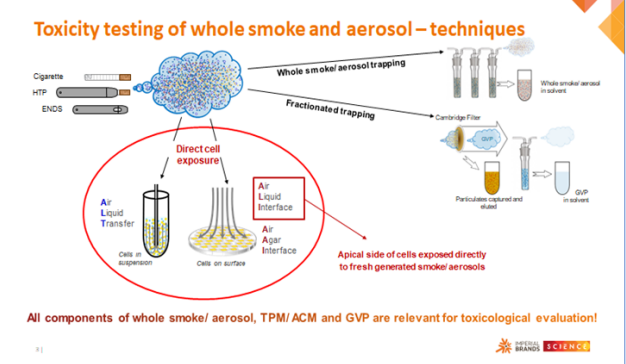 Toxicity testing of whole smoke and aerosol – techniques
Cigarette
HTP
ENDS
Whole smoke/ aerosol trapping
Whole smoke/ aerosol
in solvent
Fractionated trapping
Cambridge Filter
GVP
Particulates captured and
eluted
GVP
in solvent
Direct cell
exposure
Air
Liquid
Transfer
Cells in
suspension
Cells on surface
Air
Liquid
Interface
Air
Agar
Interface
Apical side of cells exposed directly
to fresh generated smoke/ aerosols
All components of whole smoke/ aerosol, TPM/ ACM and GVP are relevant for toxicological evaluation!
IMPERIAL
BRANDS
SCIENCE